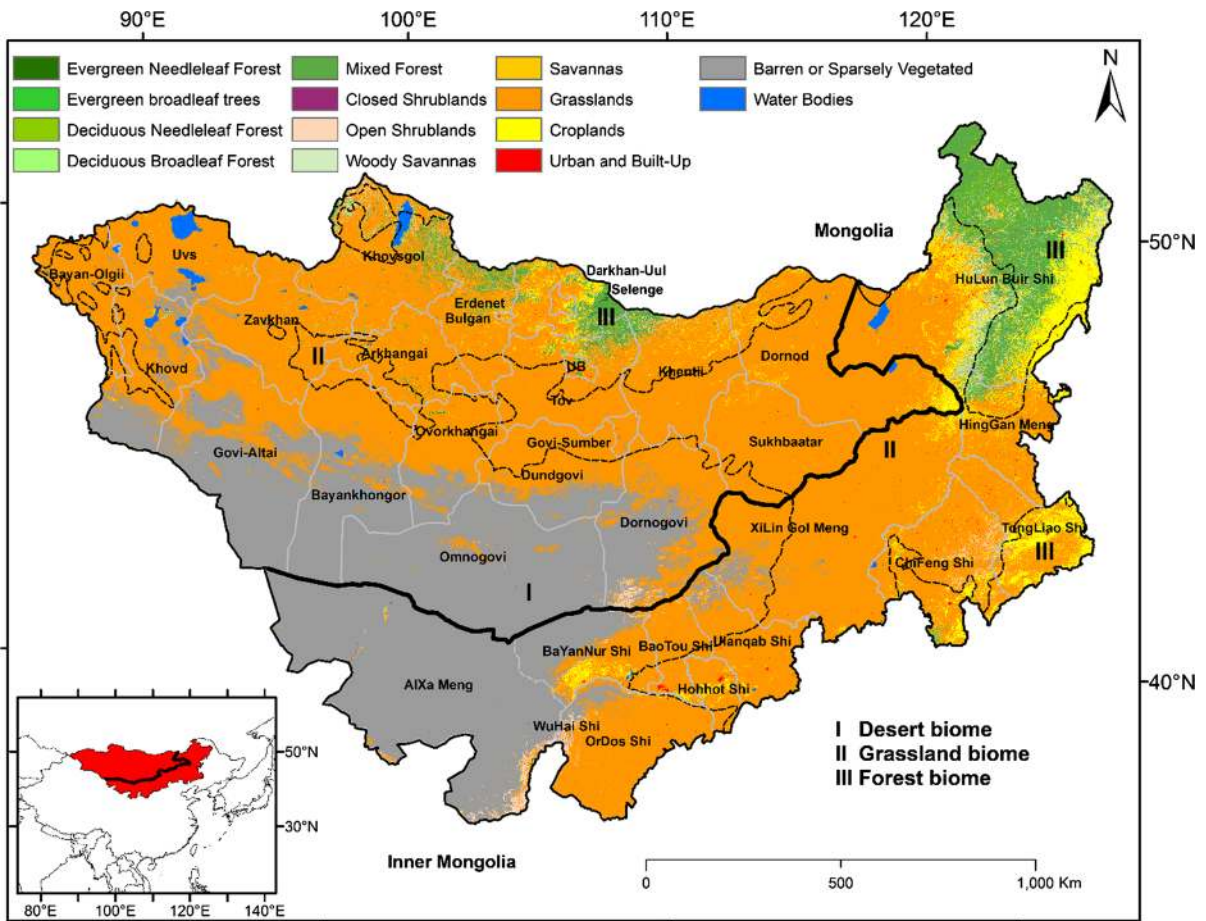 90°E 100°E 110°E 120°E
N
Evergreen Needleleaf Forest Mixed Forest Savannas Barren or Sparsely Vegetated
Evergreen broadleaf trees Closed Shrublands Grasslands Water Bodies
Deciduous Needleleaf Forest Open Shrublands Croplands
Deciduous Broadleaf Forest Woody Savannas Urban and Built-Up
Mongolia
50°N
III
Uvs
Khovsgol
Bayan-Olgii
Darkhan-Uul
Selenge
HuLun Buir Shi
Erdenet
Bulgan
Zavkhan
III
II
Arkhangai
Dornod
Khovd
UB
Khentii
Tov
Ovorkhangai
Govi-Sumber
Sukhbaatar
HingGan Meng
Govi-Altai
II
Dundgovi
Bayankhongor
Dornogovi
XiLin Gol Meng
TongLiao Shi
III
Omnogovi
ChiFeng Shi
I
BaYanNur Shi
BaoTou Shi
Ulanqab Shi
AlXa Meng
Hohhot Shi
40°N
WuHai Shi
OrDos Shi
I Desert biome
II Grassland biome
III Forest biome
50°N
30°N
Inner Mongolia
0 500 1,000 Km
80°E 100°E 120°E 140°E